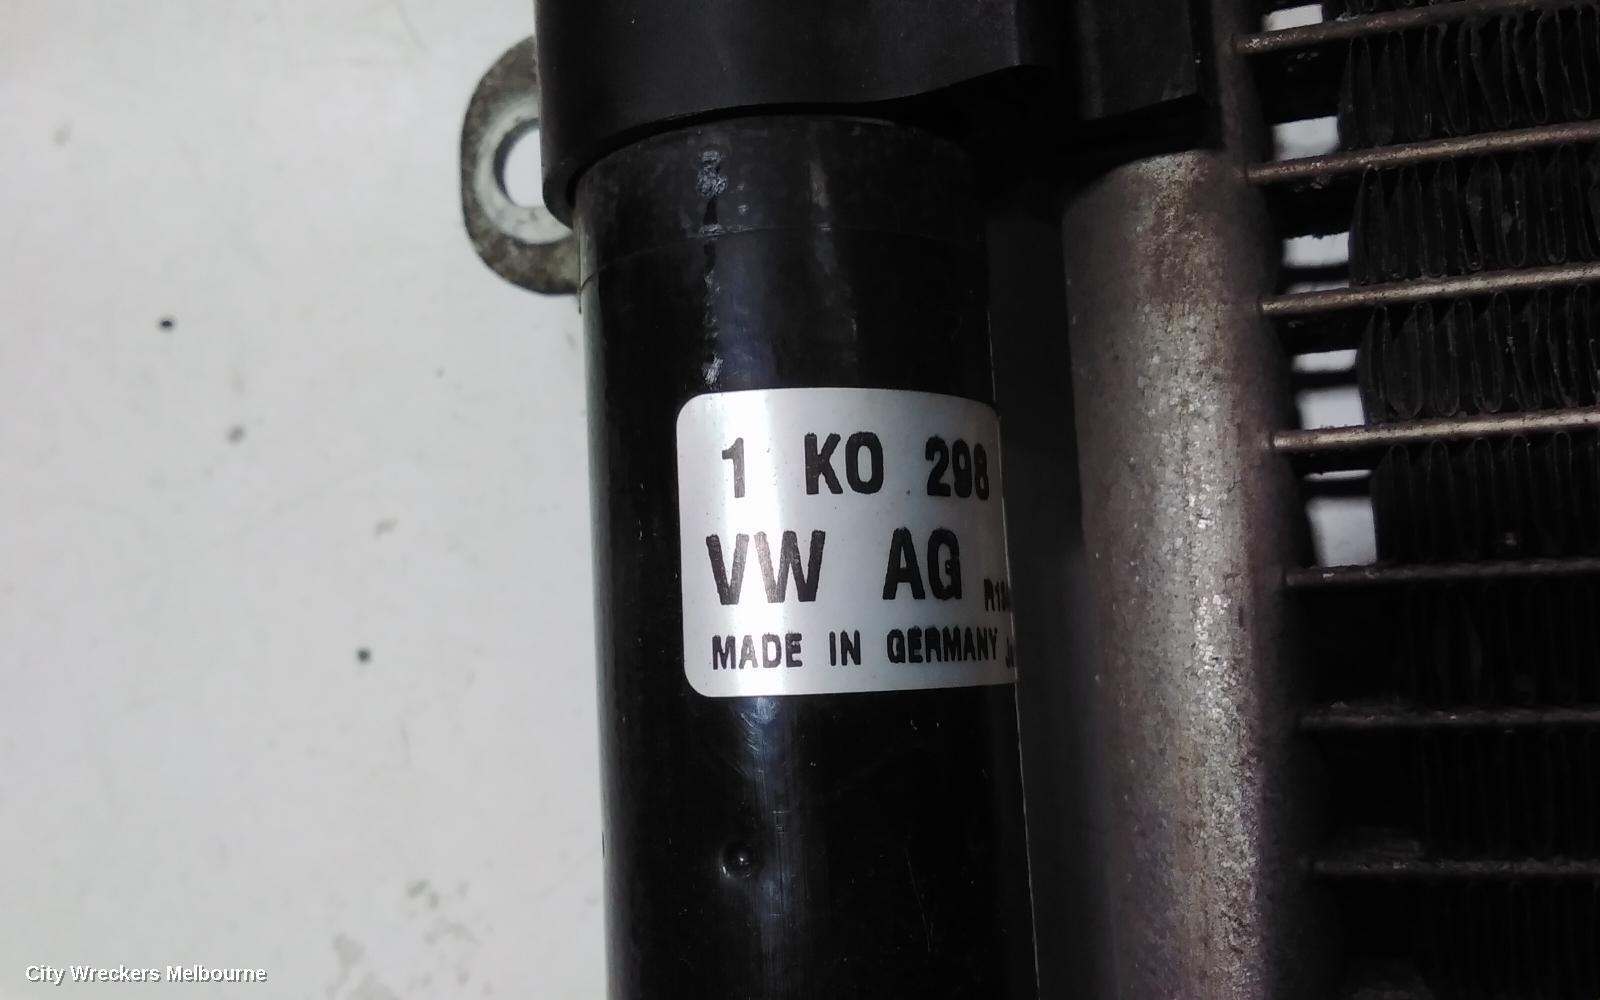 1 KO 298
VW AG
MADE IN GERMANY
City Wreckers Melbourne